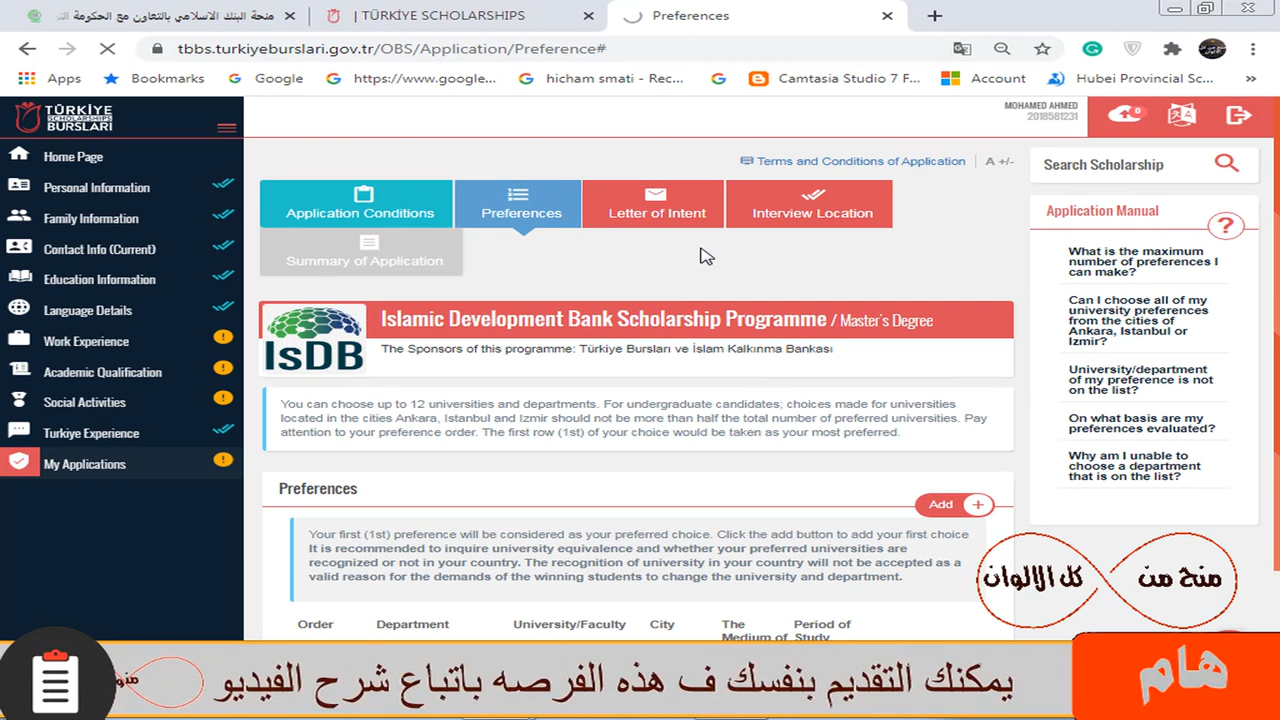 منحة البنك الاسلامي بالتعاون مع الحكومة الت
| TÜRKİYE SCHOLARSHIPS
Preferences
tbbs.turkiyeburslari.gov.tr/OBS/Application/Preference#
Apps
Bookmarks
Google
https://www.google...
hicham smati - Rec...
Camtasia Studio 7 F...
Account
Hubei Provincial Sc...
»
TÜRKİYE
SCHOLARSHIPS
BURSLARI
MOHAMED AHMED
2018581231
0
Home Page
Personal Information
Family Information
Contact Info (Current)
Education Information
Language Details
Work Experience
Academic Qualification
Social Activities
Turkiye Experience
My Applications
Terms and Conditions of Application
A +/-
Application Conditions
Preferences
Letter of Intent
Interview Location
Summary of Application
IsDB
Islamic Development Bank Scholarship Programme / Master's Degree
The Sponsors of this programme: Türkiye Bursları ve İslam Kalkınma Bankası
You can choose up to 12 universities and departments. For undergraduate candidates; choices made for universities
located in the cities Ankara, Istanbul and Izmir should not be more than half the total number of preferred universities. Pay
attention to your preference order. The first row (1st) of your choice would be taken as your most preferred.
Preferences
Add +
Your first (1st) preference will be considered as your preferred choice. Click the add button to add your first choice
It is recommended to inquire university equivalence and whether your preferred universities are
recognized or not in your country. The recognition of university in your country will not be accepted as a
valid reason for the demands of the winning students to change the university and department.
Order
Department
University/Faculty
City
The
Medium of
Period of
Study
Search Scholarship
Application Manual
?
What is the maximum
number of preferences I
can make?
Can I choose all of my
university preferences
from the cities of
Ankara, Istanbul or
Izmir?
University/department
of my preference is not
on the list?
On what basis are my
preferences evaluated?
Why am I unable to
choose a department
that is on the list?
منح من
كل الالوان
هام
يمكنك التقديم بنفسك ف هذه الفرصه باتباع شرح الفيديو